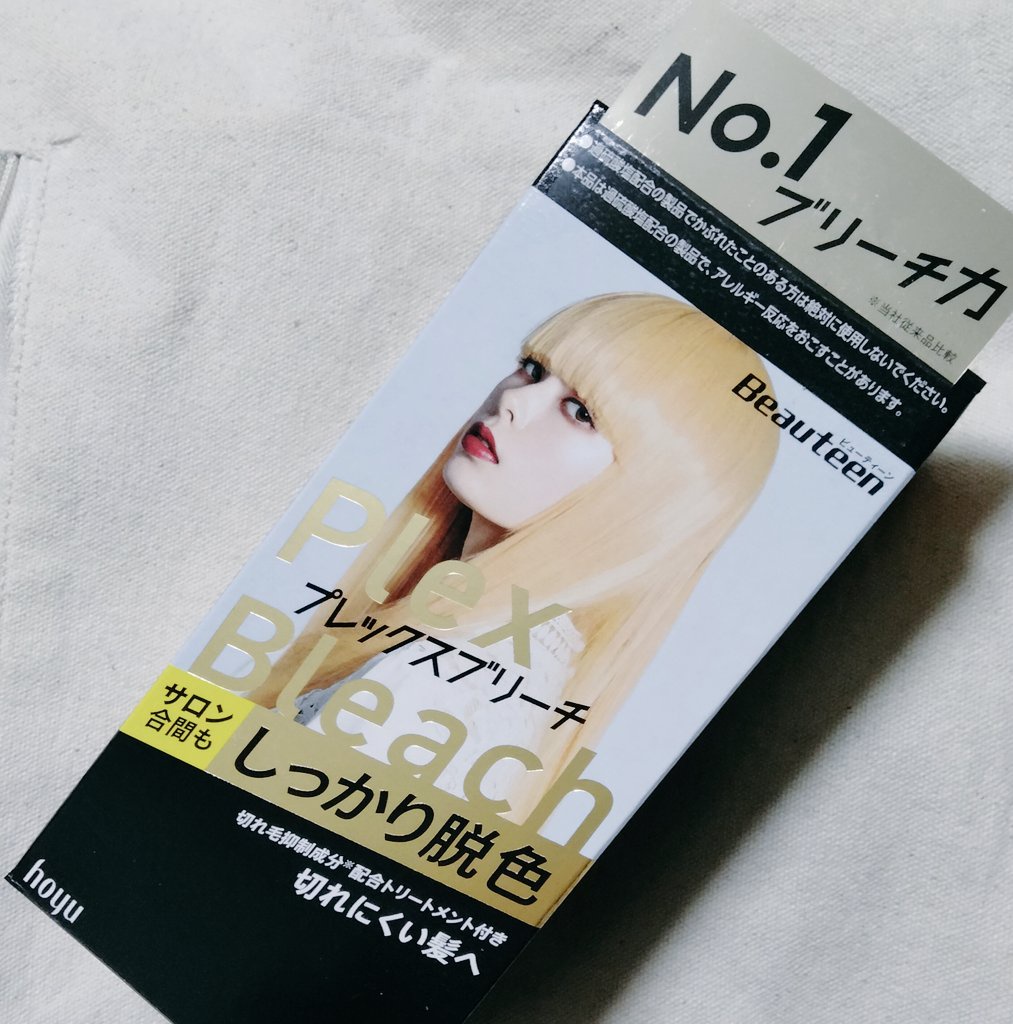 No.1
ブリーチ力
※当社従来品比較
●過硫酸塩配合の製品でかぶれたことのある方は絶対に使用しないでください。
●本品は過硫酸塩配合の製品で、アレルギー反応をおこすことがあります。
Beauteen
ビューティーン
Plex
プレックスブリーチ
Bleach
サロン
合間も
しっかり脱色
切れ毛抑制成分※配合トリートメント付き
切れにくい髪へ
hoyu